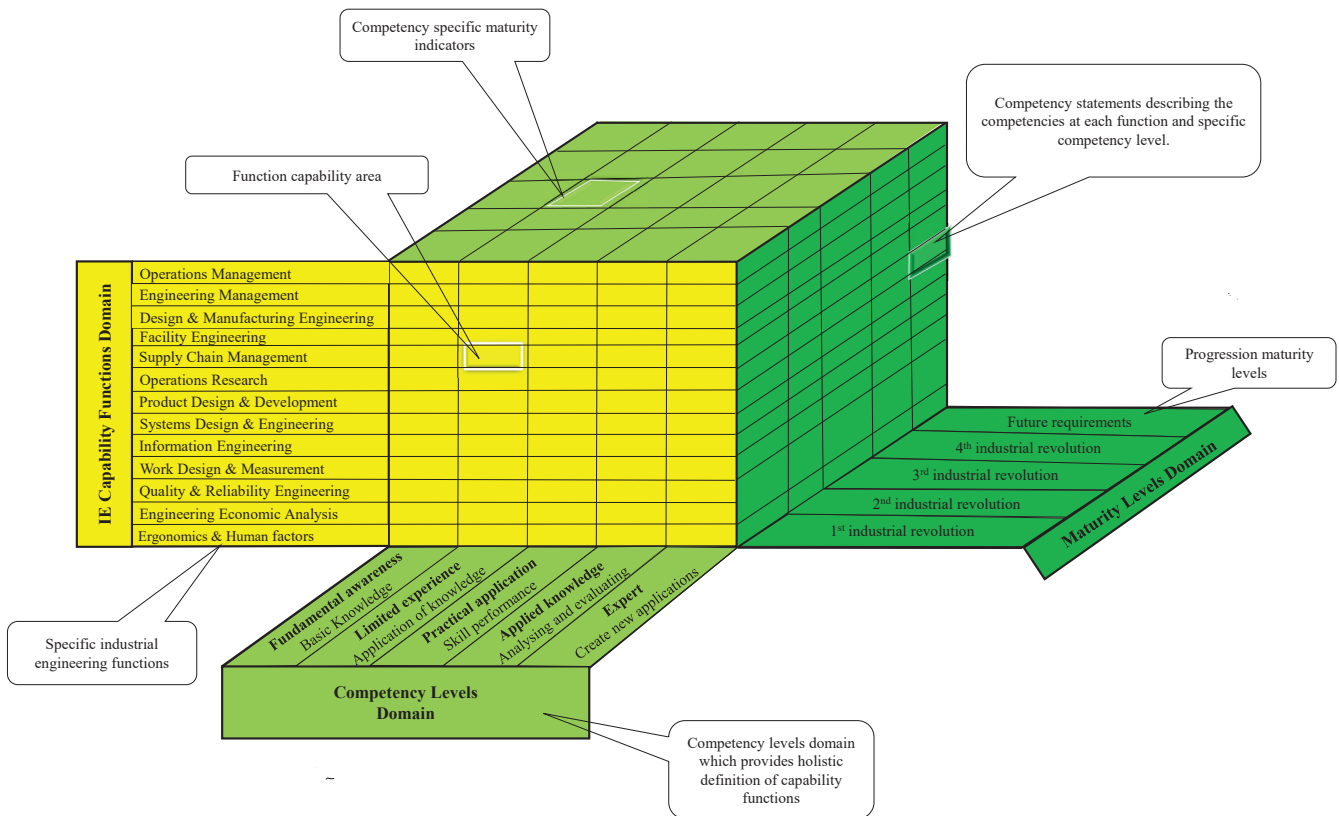 Competency specific maturity
indicators
Competency statements describing the
competencies at each function and specific
competency level.
Function capability area
IE Capability Functions Domain
Operations Management
Engineering Management
Design & Manufacturing Engineering
Facility Engineering
Supply Chain Management
Operations Research
Product Design & Development
Systems Design & Engineering
Information Engineering
Work Design & Measurement
Quality & Reliability Engineering
Engineering Economic Analysis
Ergonomics & Human factors
Progression maturity
levels
Future requirements
4th industrial revolution
3rd industrial revolution
2nd industrial revolution
1st industrial revolution
Maturity Levels Domain
Fundamental awareness
Basic Knowledge
Limited experience
Application of knowledge
Practical application
Skill performance
Applied knowledge
Analysing and evaluating
Expert
Create new applications
Specific industrial
engineering functions
Competency Levels
Domain
Competency levels domain
which provides holistic
definition of capability
functions
~